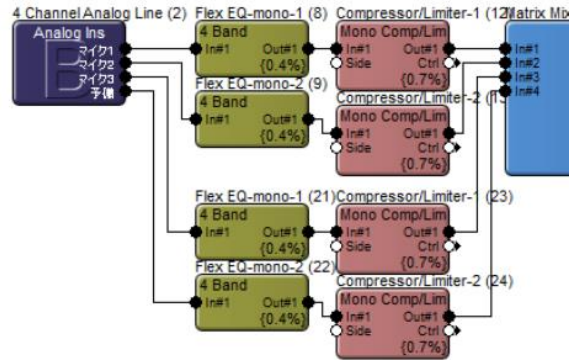 4 Channel Analog Line (2)
Analog Ins
マイク1
マイク2
マイク3
予備
Flex EQ-mono-1 (8)
4 Band
In#1 Out#1
{0.4%}
Compressor/Limiter-1 (12
Mono Comp/Lim
In#1 Out#1
Side Ctrl
{0.7%}
Matrix Mix
In#1
In#2
In#3
In#4
Flex EQ-mono-2 (9)
4 Band
In#1 Out#1
{0.4%}
Compressor/Limiter-2 (13
Mono Comp/Lim
In#1 Out#1
Side Ctrl
{0.7%}
Flex EQ-mono-1 (21)
4 Band
In#1 Out#1
{0.4%}
Compressor/Limiter-1 (23)
Mono Comp/Lim
In#1 Out#1
Side Ctrl
{0.7%}
Flex EQ-mono-2 (22)
4 Band
In#1 Out#1
{0.4%}
Compressor/Limiter-2 (24)
Mono Comp/Lim
In#1 Out#1
Side Ctrl
{0.7%}